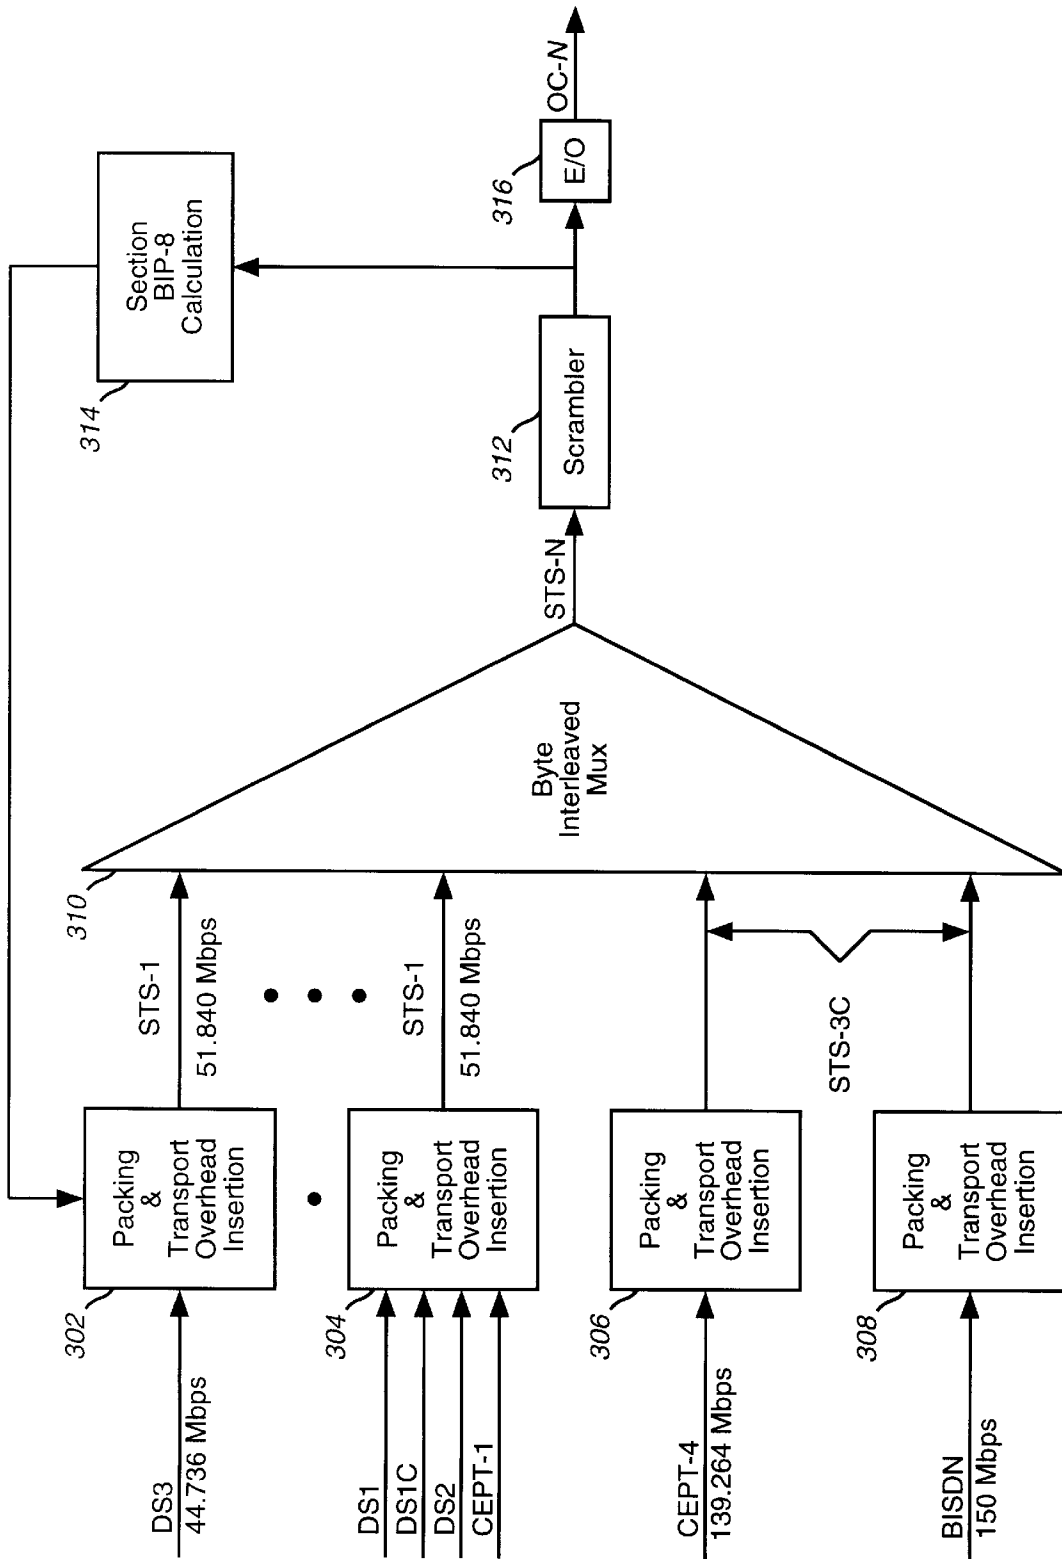 DS3
44.736 Mbps
302
Packing
&
Transport
Overhead
Insertion
STS-1
51.840 Mbps
DS1
DS1C
DS2
CEPT-1
304
Packing
&
Transport
Overhead
Insertion
STS-1
51.840 Mbps
CEPT-4
139.264 Mbps
306
Packing
&
Transport
Overhead
Insertion
BISDN
150 Mbps
308
Packing
&
Transport
Overhead
Insertion
STS-3C
310
Byte
Interleaved
Mux
STS-N
312
Scrambler
314
Section
BIP-8
Calculation
316
E/O
OC-N